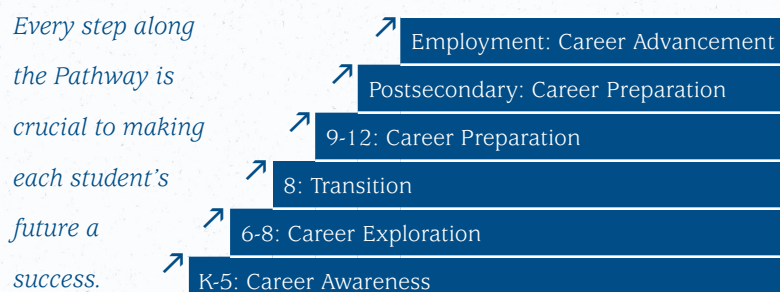 Every step along
the Pathway is
crucial to making
each student's
future a
success.
Employment: Career Advancement
Postsecondary: Career Preparation
9-12: Career Preparation
8: Transition
6-8: Career Exploration
K-5: Career Awareness